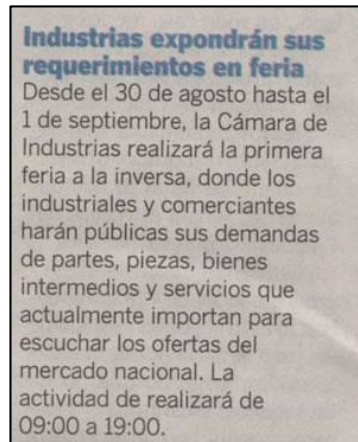 Industrias expondrán sus
requerimientos en feria
Desde el 30 de agosto hasta el
1 de septiembre, la Cámara de
Industrias realizará la primera
feria a la inversa, donde los
industriales y comerciantes
harán públicas sus demandas
de partes, piezas, bienes
intermedios y servicios que
actualmente importan para
escuchar los ofertas del
mercado nacional. La
actividad de realizará de
09:00 a 19:00.